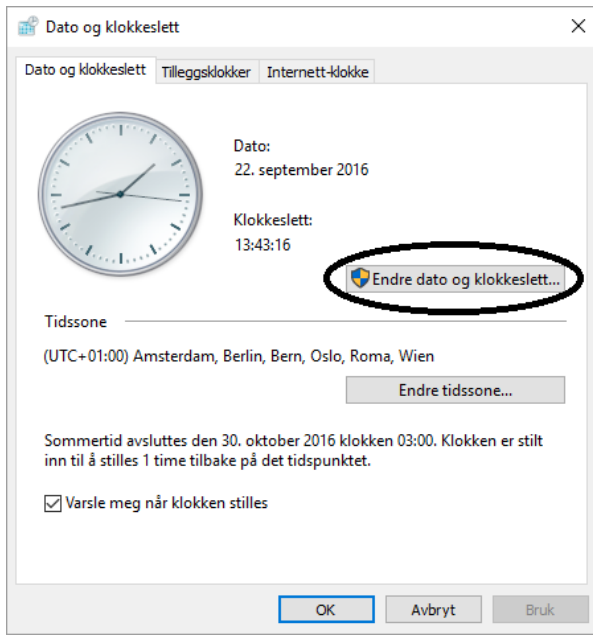 Dato og klokkeslett
Dato og klokkeslett Tilleggsklokker Internett-klokke
Dato:
22. september 2016
Klokkeslett:
13:43:16
Endre dato og klokkeslett...
Tidssone
(UTC+01:00) Amsterdam, Berlin, Bern, Oslo, Roma, Wien
Endre tidssone...
Sommertid avsluttes den 30. oktober 2016 klokken 03:00. Klokken er stilt
inn til å stilles 1 time tilbake på det tidspunktet.
Varsle meg når klokken stilles
OK Avbryt Bruk